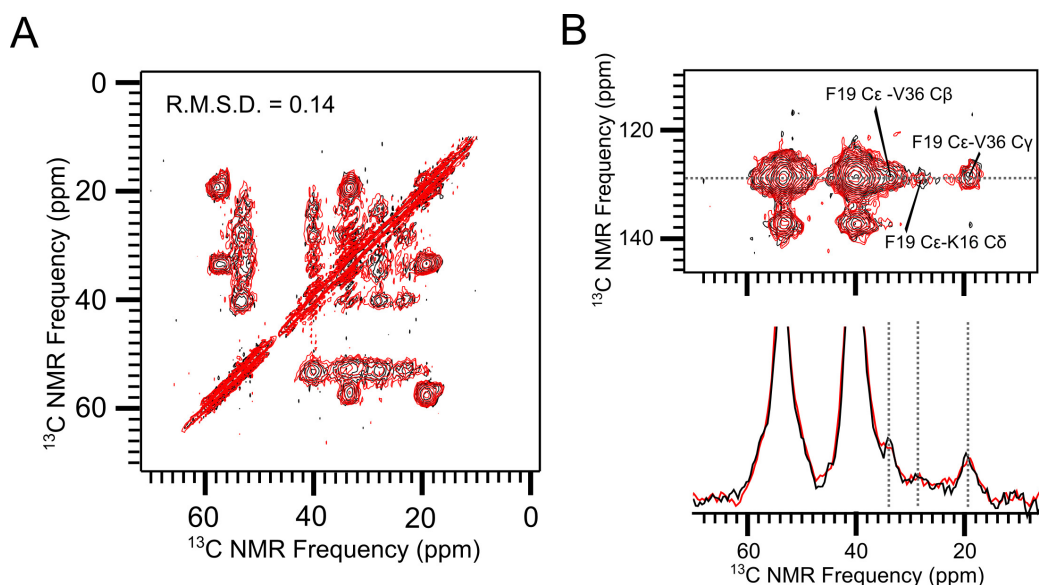 A
R.M.S.D. = 0.14
0
20
40
60
¹³C NMR Frequency (ppm)
60
40
20
0
¹³C NMR Frequency (ppm)
B
F19 Cε -V36 Cβ
F19 Cε-V36 Cγ
F19 Cε-K16 Cδ
120
140
¹³C NMR Frequency (ppm)
60
40
20
¹³C NMR Frequency (ppm)